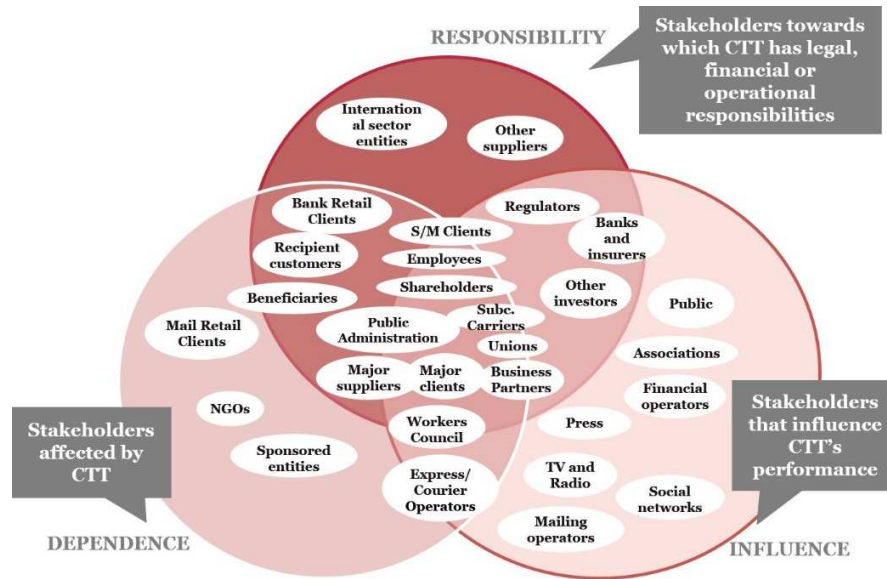 RESPONSIBILITY
Stakeholders towards
which CTT has legal,
financial or
operational
responsibilities
Internation
al sector
entities
Other
suppliers
Bank Retail
Clients
Regulators
S/M Clients
Banks
and
insurers
Recipient
customers
Employees
Shareholders
Other
investors
Beneficiaries
Public
Mail Retail
Clients
Public
Administration
Subc.
Carriers
Unions
Associations
Major
suppliers
Major
clients
Business
Partners
Financial
operators
NGOs
Workers
Council
Press
Stakeholders
affected by
CTT
Stakeholders
that influence
CTT’s
performance
Sponsored
entities
Express/
Courier
Operators
TV and
Radio
Social
networks
Mailing
operators
DEPENDENCE
INFLUENCE